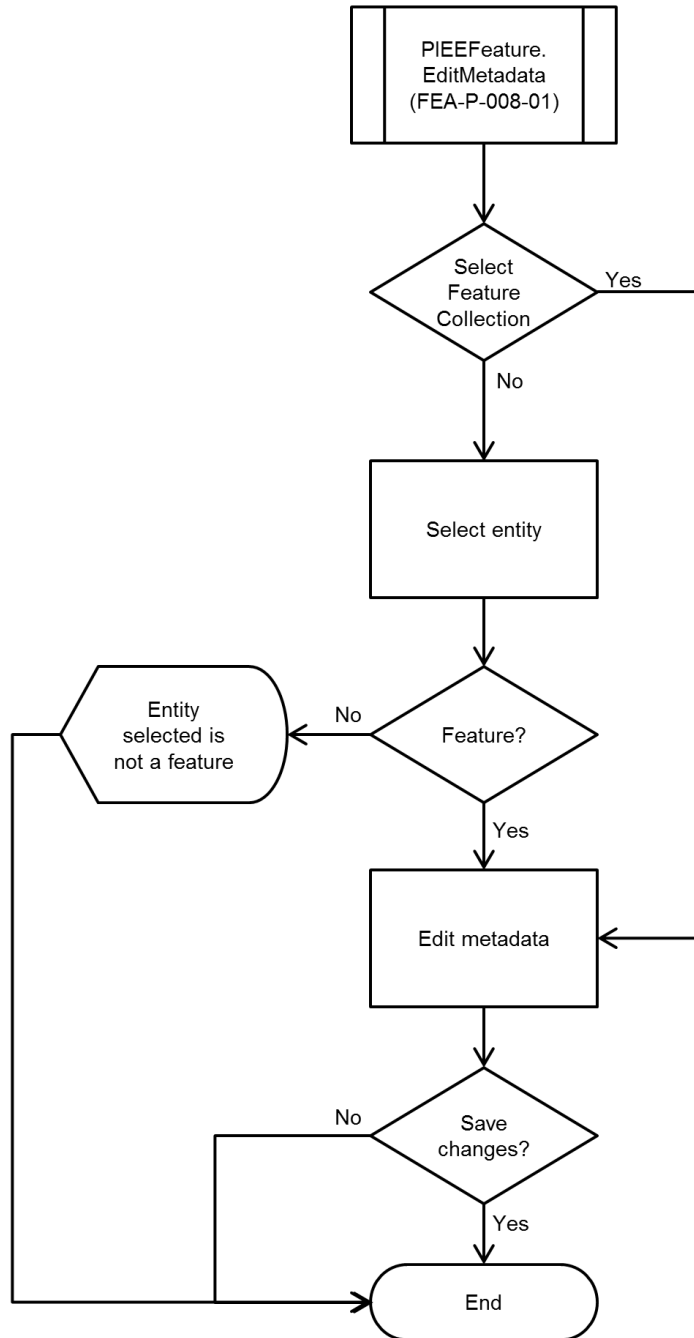 PIEEFeature.
EditMetadata
(FEA-P-008-01)
Select
Feature
Collection
Yes
No
Select entity
Entity
selected is
not a feature
No
Feature?
Yes
Edit metadata
No
Save
changes?
Yes
End